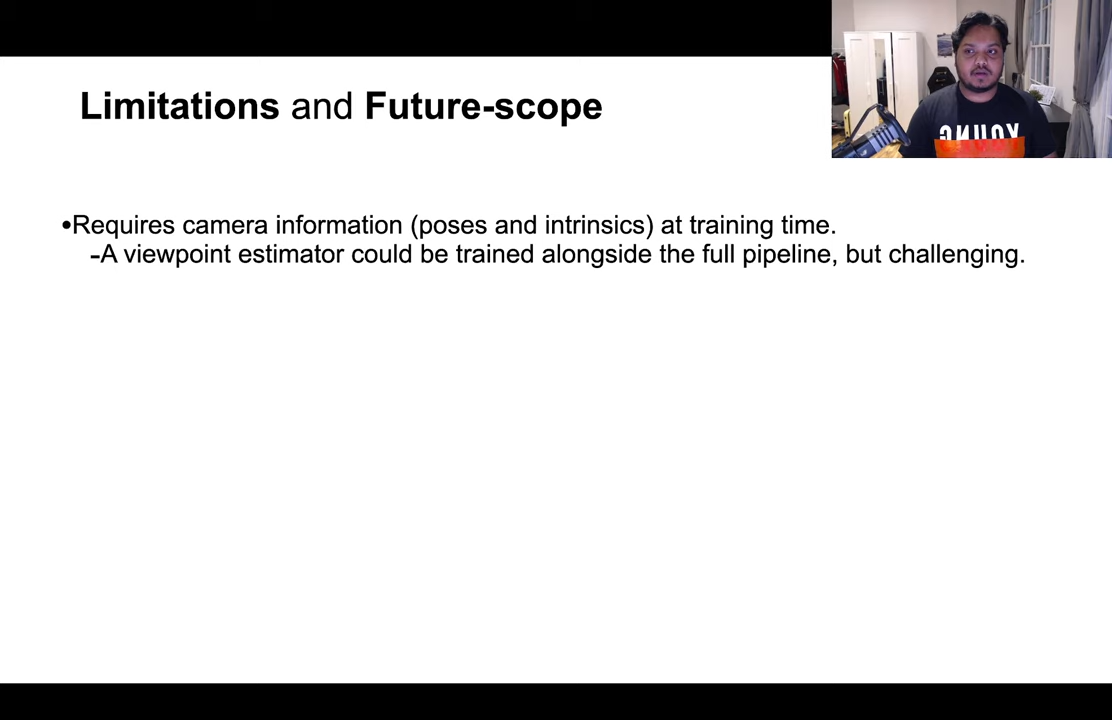 Limitations and Future-scope
YOUNG
•Requires camera information (poses and intrinsics) at training time.
-A viewpoint estimator could be trained alongside the full pipeline, but challenging.